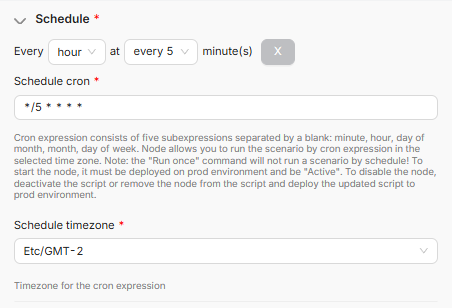 Schedule *
Every hour at every 5 minute(s) X
Schedule cron *
*/5 * * * *
Cron expression consists of five subexpressions separated by a blank: minute, hour, day of
month, month, day of week. Node allows you to run the scenario by cron expression in the
selected time zone. Note: the "Run once" command will not run a scenario by schedule! To
start the node, it must be deployed on prod environment and be "Active". To disable the node,
deactivate the script or remove the node from the script and deploy the updated script to
prod environment.
Schedule timezone *
Etc/GMT-2
Timezone for the cron expression